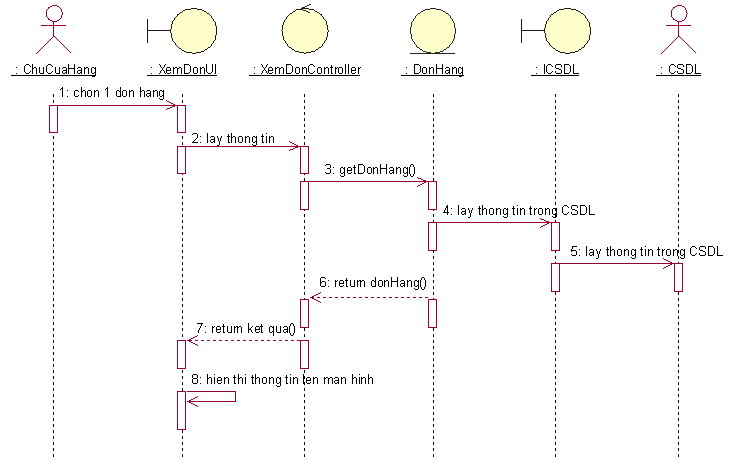 : ChuCuaHang
: XemDonUI
: XemDonController
: DonHang
: ICSDL
: CSDL
1: chon 1 don hang
2: lay thong tin
3: getDonHang()
4: lay thong tin trong CSDL
5: lay thong tin trong CSDL
6: return donHang()
7: return ket qua()
8: hien thi thong tin len man hinh